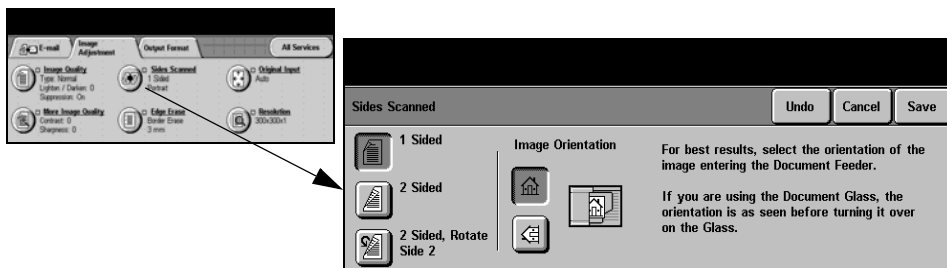 E-mail
Image Adjustment
Output Format
All Services
Image Quality
Type: Normal
Lighten / Darken: 0
Suppression: On
Sides Scanned
1 Sided
Portrait
Original Input
Auto
More Image Quality
Contrast: 0
Sharpness: 0
Edge Erase
Border Erase
3 mm
Resolution
300x300x1
Sides Scanned
Undo
Cancel
Save
1 Sided
2 Sided
2 Sided, Rotate
Side 2
Image Orientation
For best results, select the orientation of the
image entering the Document Feeder.
If you are using the Document Glass, the
orientation is as seen before turning it over
on the Glass.